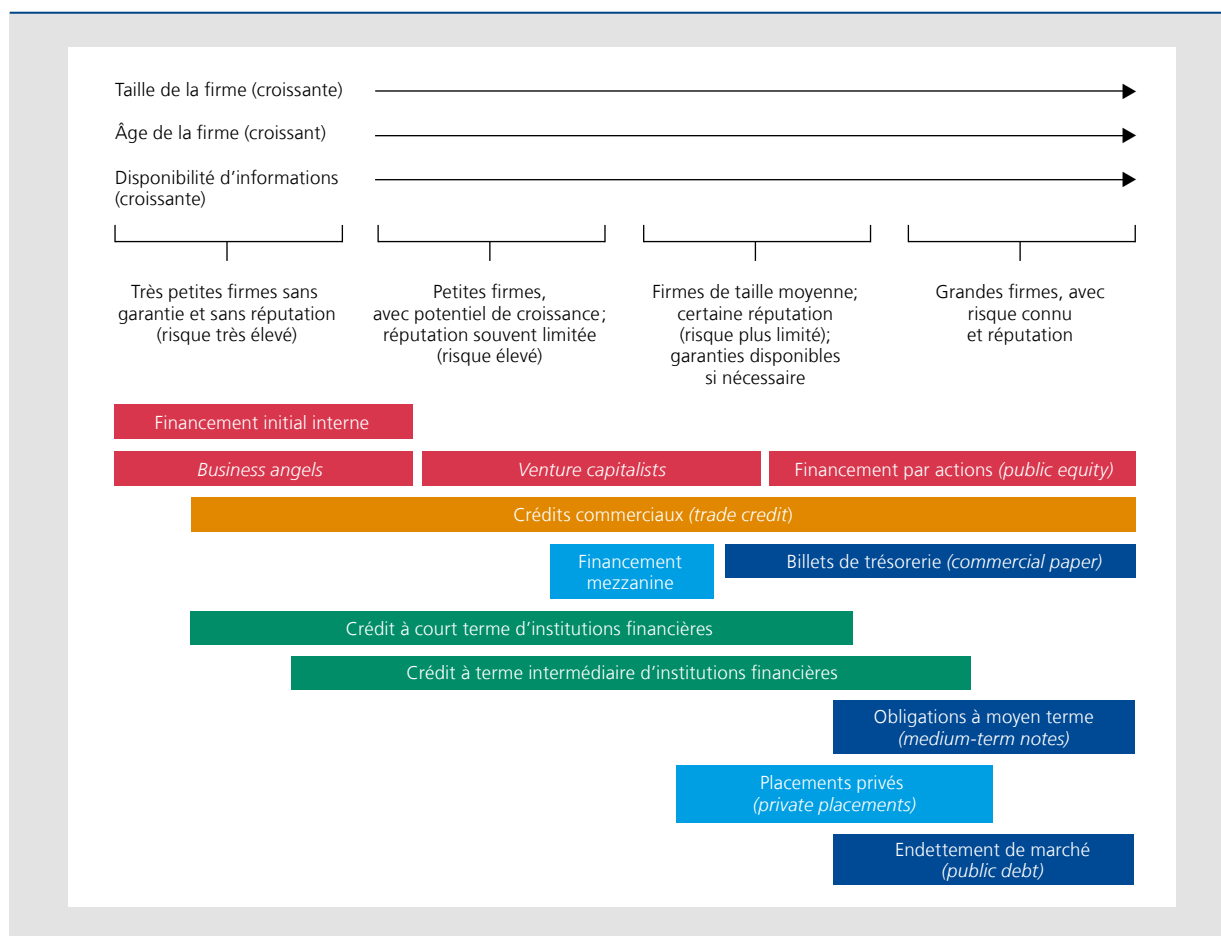 Taille de la firme (croissante)
Âge de la firme (croissant)
Disponibilité d'informations
(croissante)
Très petites firmes sans
garantie et sans réputation
(risque très élevé)
Petites firmes,
avec potentiel de croissance;
réputation souvent limitée
(risque élevé)
Firmes de taille moyenne;
certaine réputation
(risque plus limité);
garanties disponibles
si nécessaire
Grandes firmes, avec
risque connu
et réputation
Financement initial interne
Business angels
Venture capitalists
Financement par actions (public equity)
Crédits commerciaux (trade credit)
Financement
mezzanine
Billets de trésorerie (commercial paper)
Crédit à court terme d'institutions financières
Crédit à terme intermédiaire d'institutions financières
Obligations à moyen terme
(medium-term notes)
Placements privés
(private placements)
Endettement de marché
(public debt)